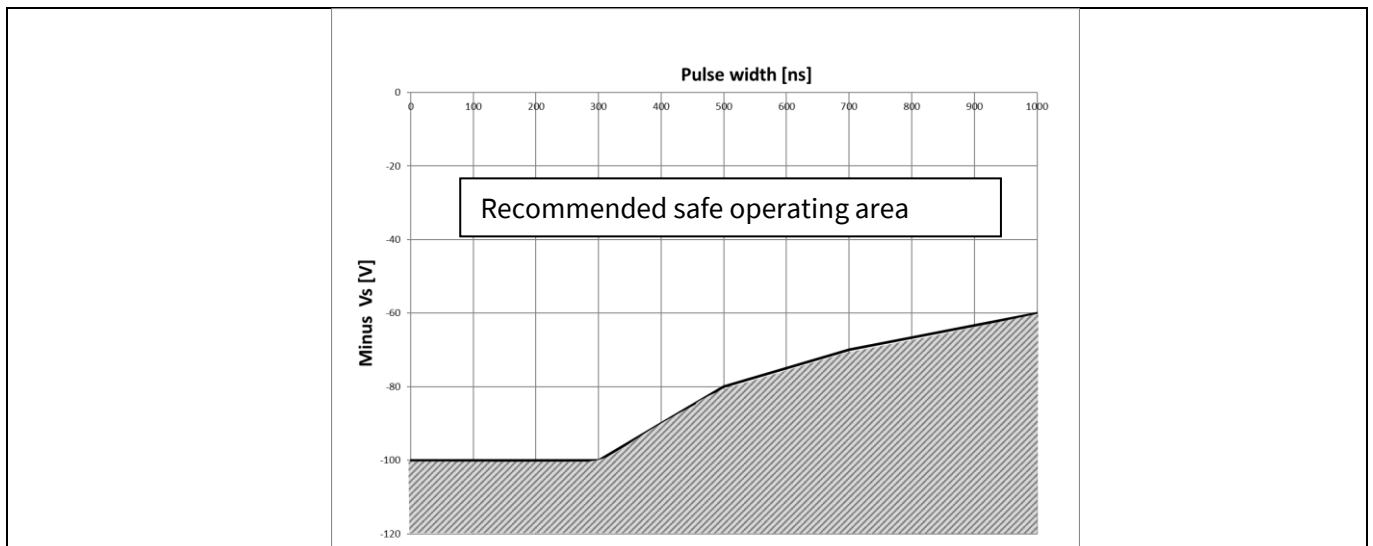 Pulse width [ns]
0
0 100 200 300 400 500 600 700 800 900 1000
-20
Recommended safe operating area
-40
Minus Vs [V]
-60
-80
-100
-120